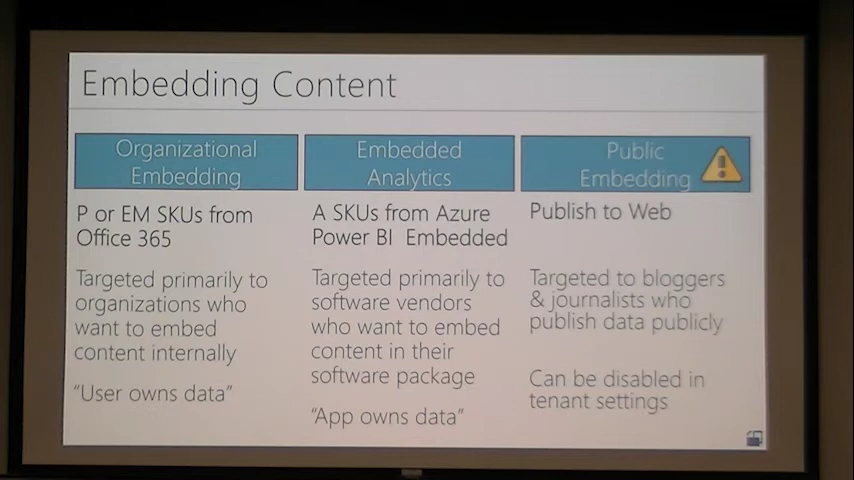 Embedding Content
Organizational
Embedding
P or EM SKUs from
Office 365
Targeted primarily to
organizations who
want to embed
content internally
“User owns data”
Embedded
Analytics
A SKUs from Azure
Power BI Embedded
Targeted primarily to
software vendors
who want to embed
content in their
software package
“App owns data”
Public
Embedding
Publish to Web
Targeted to bloggers
& journalists who
publish data publicly
Can be disabled in
tenant settings